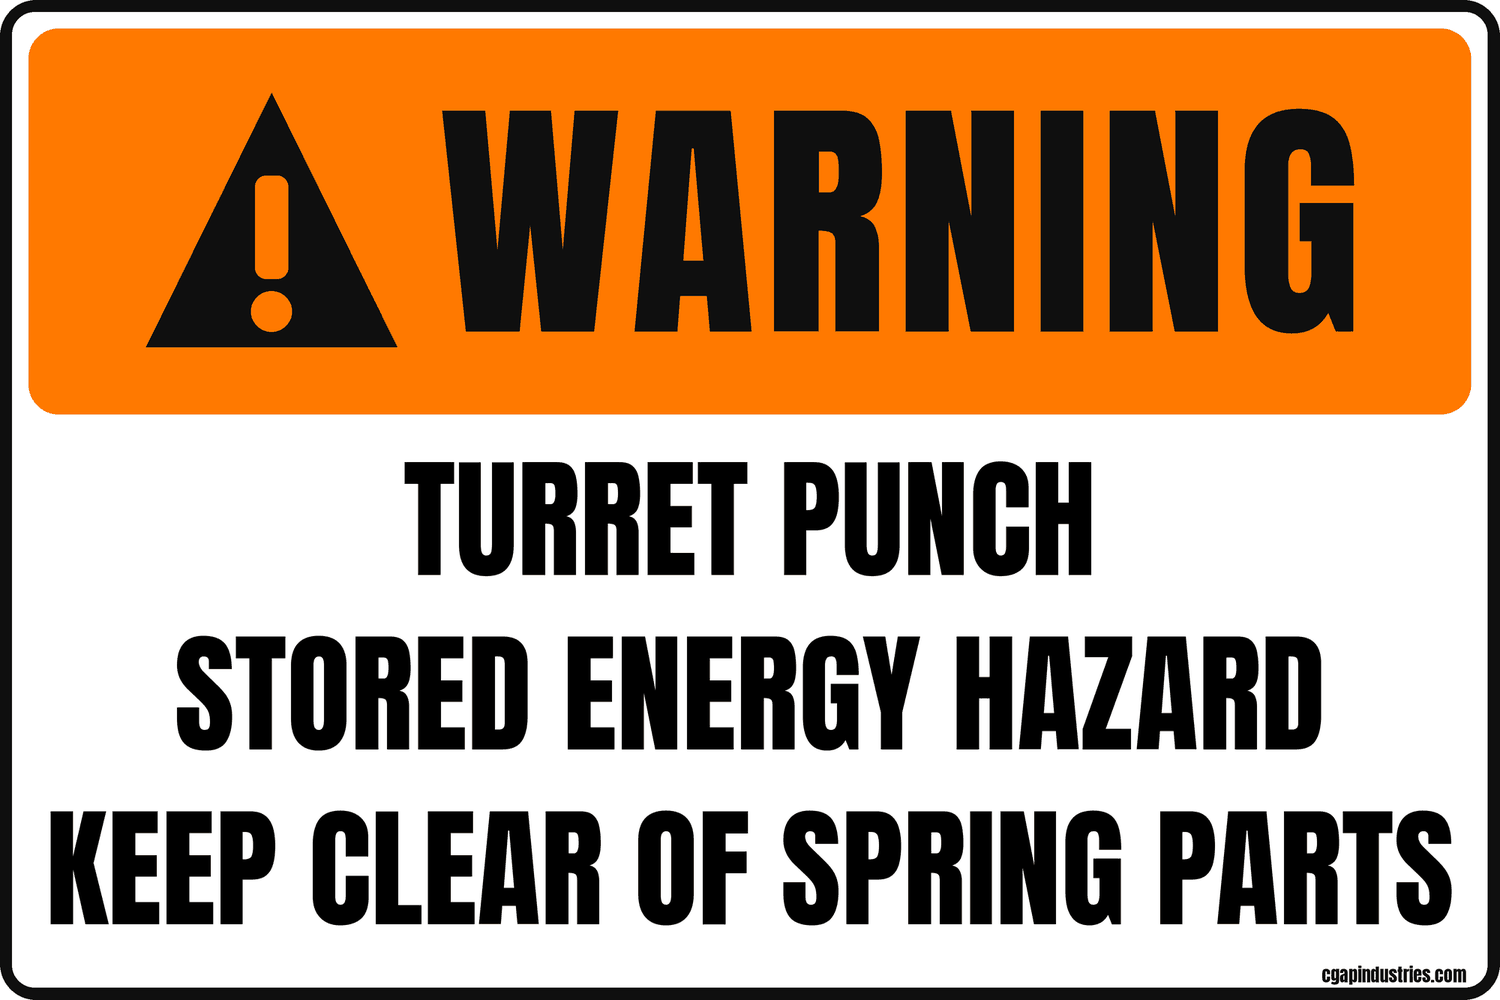 WARNING
TURRET PUNCH
STORED ENERGY HAZARD
KEEP CLEAR OF SPRING PARTS
cgapindustries.com